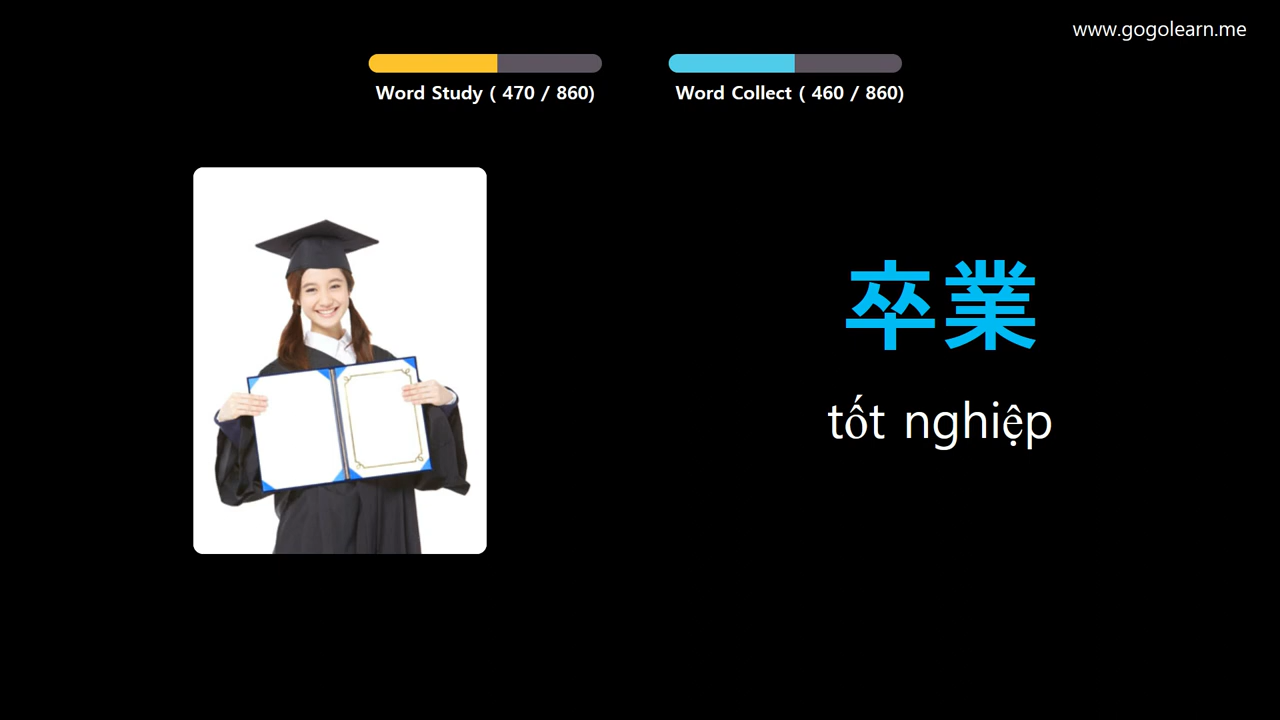 www.gogolearn.me
Word Study ( 470 / 860)
Word Collect ( 460 / 860)
卒業
tốt nghiệp